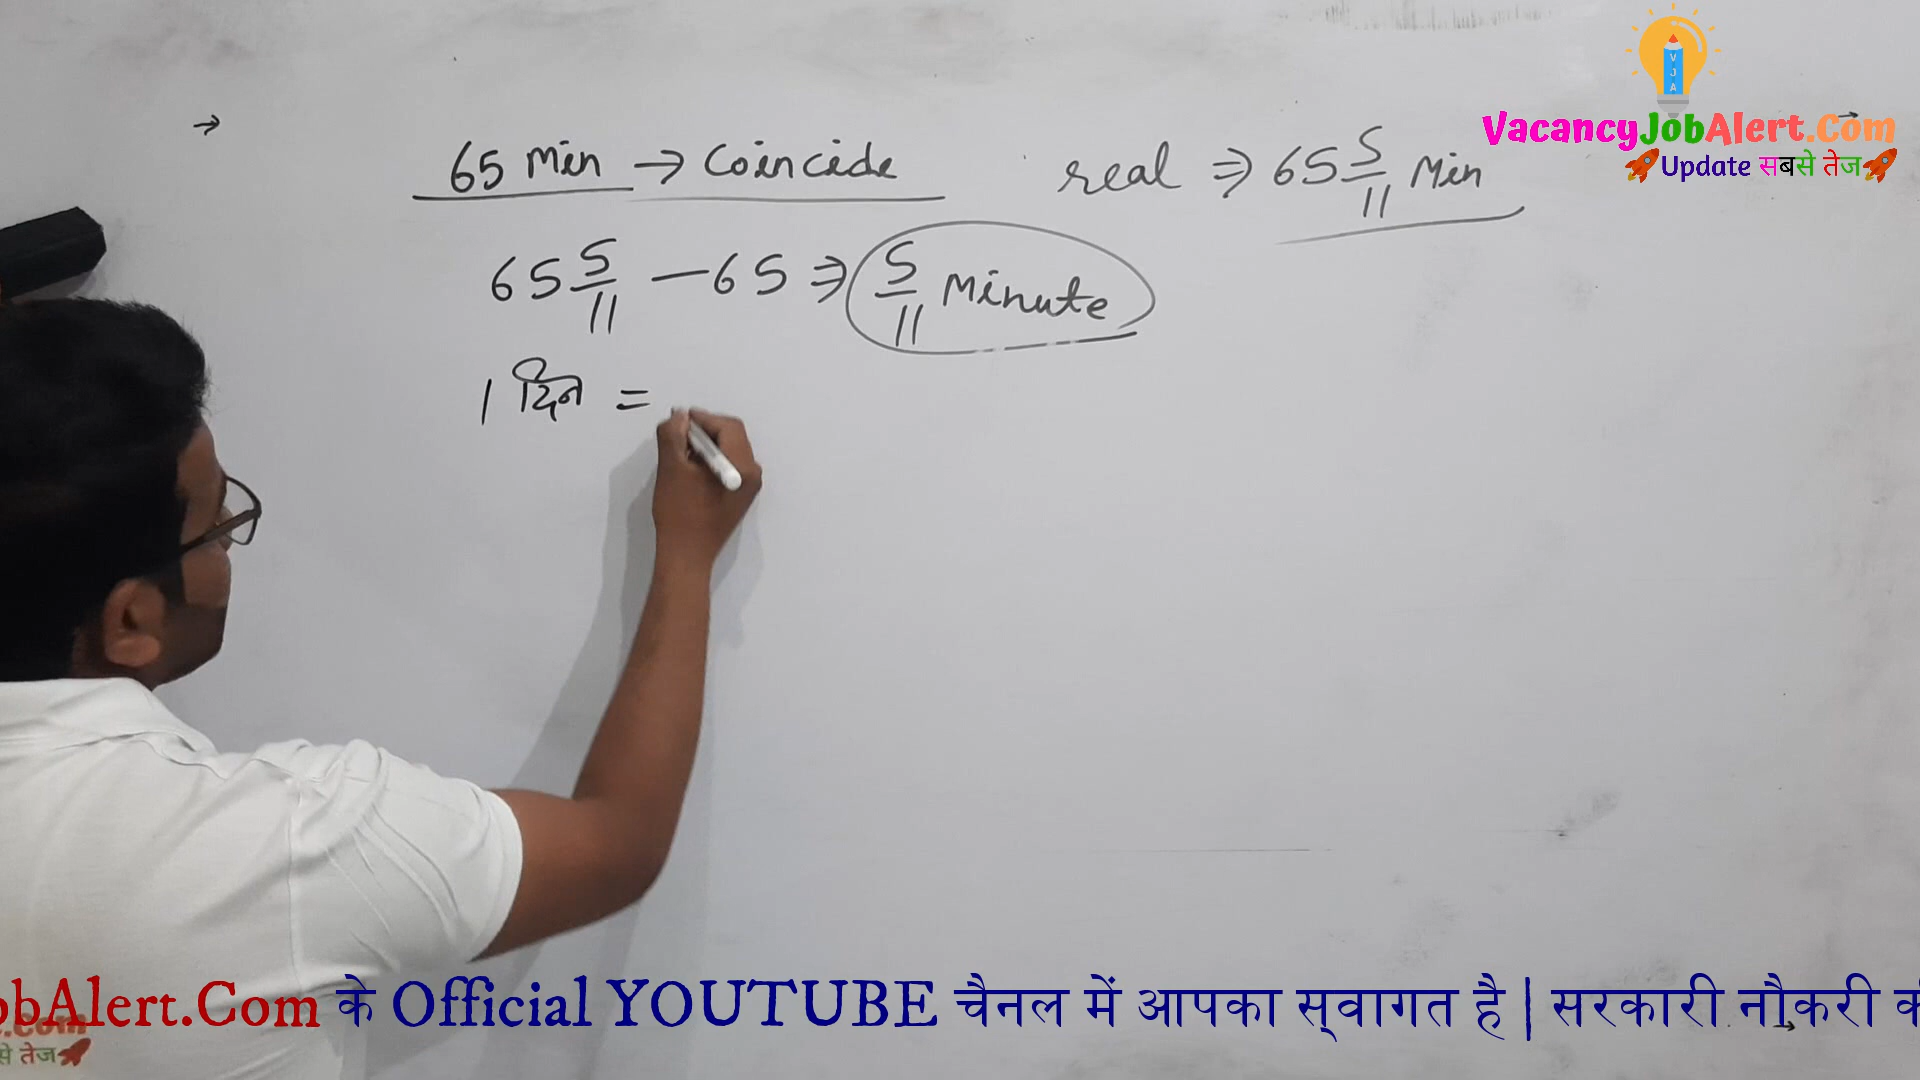 VJA
VacancyJobAlert.Com
Update सबसे तेज
65 Min → Coincide
real ⇒ 65 5/11 Min
65 5/11 — 65 ⇒ 5/11 Minute
1 दिन =
obAlert.Com के Official YOUTUBE चैनल में आपका स्वागत है | सरकारी नौकरी की
से तेज